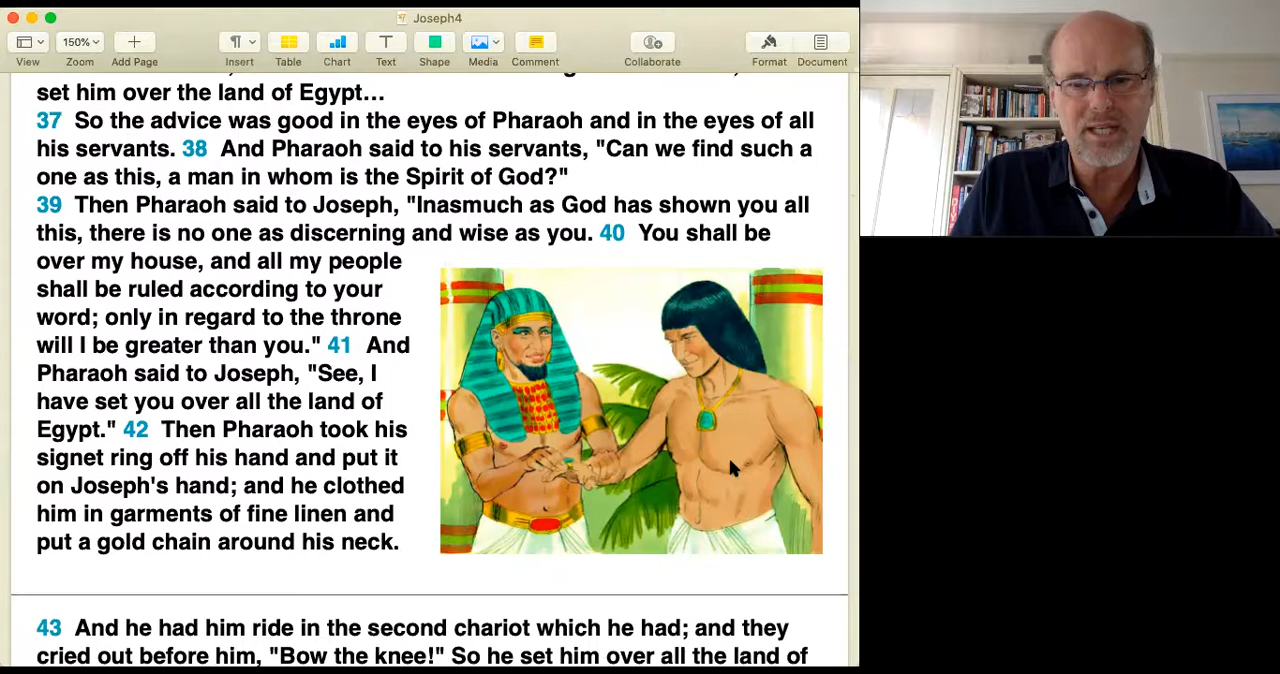 Joseph4
150%
View
Zoom
Add Page
Insert
Table
Chart
Text
Shape
Media
Comment
Collaborate
Format
Document
set him over the land of Egypt...
37 So the advice was good in the eyes of Pharaoh and in the eyes of all
his servants. 38 And Pharaoh said to his servants, "Can we find such a
one as this, a man in whom is the Spirit of God?"
39 Then Pharaoh said to Joseph, "Inasmuch as God has shown you all
this, there is no one as discerning and wise as you. 40 You shall be
over my house, and all my people
shall be ruled according to your
word; only in regard to the throne
will I be greater than you." 41 And
Pharaoh said to Joseph, "See, I
have set you over all the land of
Egypt." 42 Then Pharaoh took his
signet ring off his hand and put it
on Joseph's hand; and he clothed
him in garments of fine linen and
put a gold chain around his neck.
43 And he had him ride in the second chariot which he had; and they
cried out before him, "Bow the knee!" So he set him over all the land of